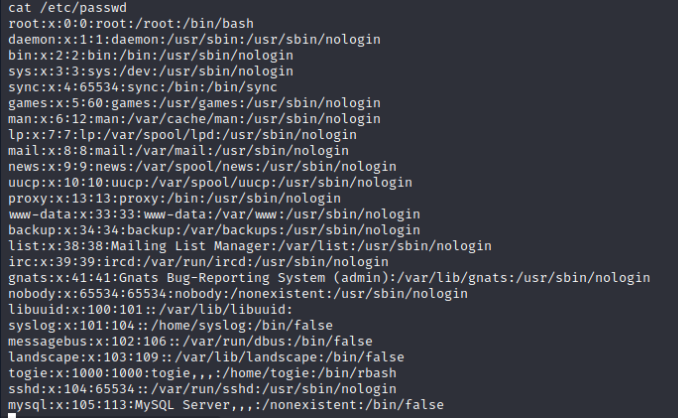 cat /etc/passwd
root:x:0:0:root:/root:/bin/bash
daemon:x:1:1:daemon:/usr/sbin:/usr/sbin/nologin
bin:x:2:2:bin:/bin:/usr/sbin/nologin
sys:x:3:3:sys:/dev:/usr/sbin/nologin
sync:x:4:65534:sync:/bin:/bin/sync
games:x:5:60:games:/usr/games:/usr/sbin/nologin
man:x:6:12:man:/var/cache/man:/usr/sbin/nologin
lp:x:7:7:lp:/var/spool/lpd:/usr/sbin/nologin
mail:x:8:8:mail:/var/mail:/usr/sbin/nologin
news:x:9:9:news:/var/spool/news:/usr/sbin/nologin
uucp:x:10:10:uucp:/var/spool/uucp:/usr/sbin/nologin
proxy:x:13:13:proxy:/bin:/usr/sbin/nologin
www-data:x:33:33:www-data:/var/www:/usr/sbin/nologin
backup:x:34:34:backup:/var/backups:/usr/sbin/nologin
list:x:38:38:Mailing List Manager:/var/list:/usr/sbin/nologin
irc:x:39:39:ircd:/var/run/ircd:/usr/sbin/nologin
gnats:x:41:41:Gnats Bug-Reporting System (admin):/var/lib/gnats:/usr/sbin/nologin
nobody:x:65534:65534:nobody:/nonexistent:/usr/sbin/nologin
libuuid:x:100:101::/var/lib/libuuid:
syslog:x:101:104::/home/syslog:/bin/false
messagebus:x:102:106::/var/run/dbus:/bin/false
landscape:x:103:109::/var/lib/landscape:/bin/false
togie:x:1000:1000:togie,,,:/home/togie:/bin/rbash
sshd:x:104:65534::/var/run/sshd:/usr/sbin/nologin
mysql:x:105:113:MySQL Server,,,:/nonexistent:/bin/false